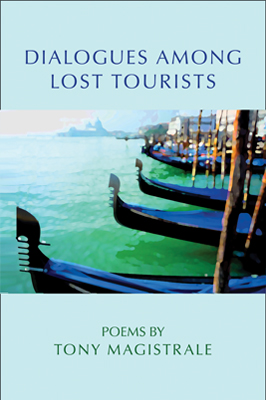 DIALOGUES AMONG
LOST TOURISTS
POEMS BY
TONY MAGISTRALE